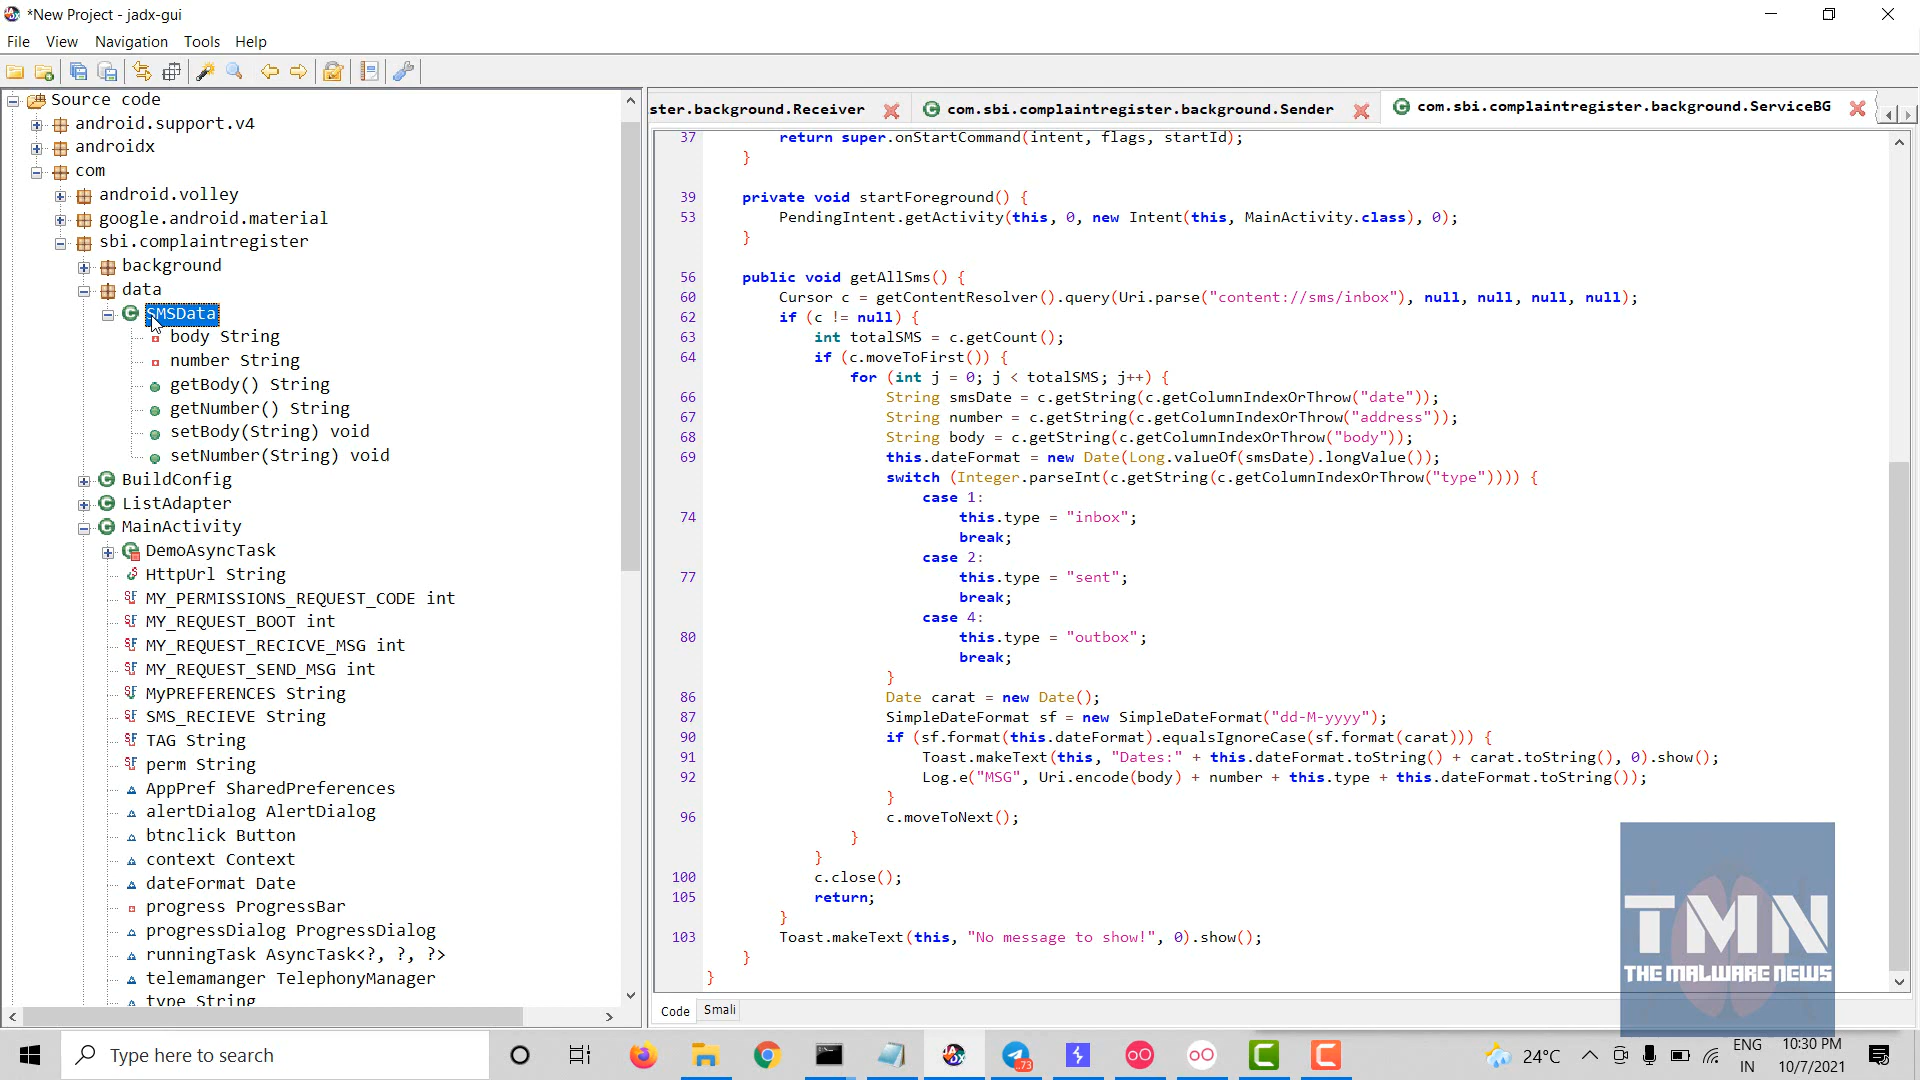 *New Project - jadx-gui
File View Navigation Tools Help
Source code
android.support.v4
androidx
com
android.volley
google.android.material
sbi.complaintregister
background
data
SMSData
body String
number String
getBody() String
getNumber() String
setBody(String) void
setNumber(String) void
BuildConfig
ListAdapter
MainActivity
DemoAsyncTask
HttpUrl String
MY_PERMISSIONS_REQUEST_CODE int
MY_REQUEST_BOOT int
MY_REQUEST_RECICVE_MSG int
MY_REQUEST_SEND_MSG int
MyPREFERENCES String
SMS_RECIEVE String
TAG String
perm String
AppPref SharedPreferences
alertDialog AlertDialog
btnclick Button
context Context
dateFormat Date
progress ProgressBar
progressDialog ProgressDialog
runningTask AsyncTask<?, ?, ?>
telemamanger TelephonyManager
type String
ster.background.Receiver com.sbi.complaintregister.background.Sender com.sbi.complaintregister.background.ServiceBG
37 return super.onStartCommand(intent, flags, startId);
}
39 private void startForeground() {
53 PendingIntent.getActivity(this, 0, new Intent(this, MainActivity.class), 0);
}
56 public void getAllSms() {
60 Cursor c = getContentResolver().query(Uri.parse("content://sms/inbox"), null, null, null, null);
62 if (c != null) {
63 int totalSMS = c.getCount();
64 if (c.moveToFirst()) {
for (int j = 0; j < totalSMS; j++) {
66 String smsDate = c.getString(c.getColumnIndexOrThrow("date"));
67 String number = c.getString(c.getColumnIndexOrThrow("address"));
68 String body = c.getString(c.getColumnIndexOrThrow("body"));
69 this.dateFormat = new Date(Long.valueOf(smsDate).longValue());
switch (Integer.parseInt(c.getString(c.getColumnIndexOrThrow("type")))) {
case 1:
74 this.type = "inbox";
break;
case 2:
77 this.type = "sent";
break;
case 4:
80 this.type = "outbox";
break;
}
86 Date carat = new Date();
87 SimpleDateFormat sf = new SimpleDateFormat("dd-M-yyyy");
90 if (sf.format(this.dateFormat).equalsIgnoreCase(sf.format(carat))) {
91 Toast.makeText(this, "Dates:" + this.dateFormat.toString() + carat.toString(), 0).show();
92 Log.e("MSG", Uri.encode(body) + number + this.type + this.dateFormat.toString());
}
96 c.moveToNext();
}
}
100 c.close();
105 return;
}
103 Toast.makeText(this, "No message to show!", 0).show();
}
}
Code Smali
TMN
THE MALWARE NEWS
Type here to search
73
24°C
ENG
IN
10:30 PM
10/7/2021